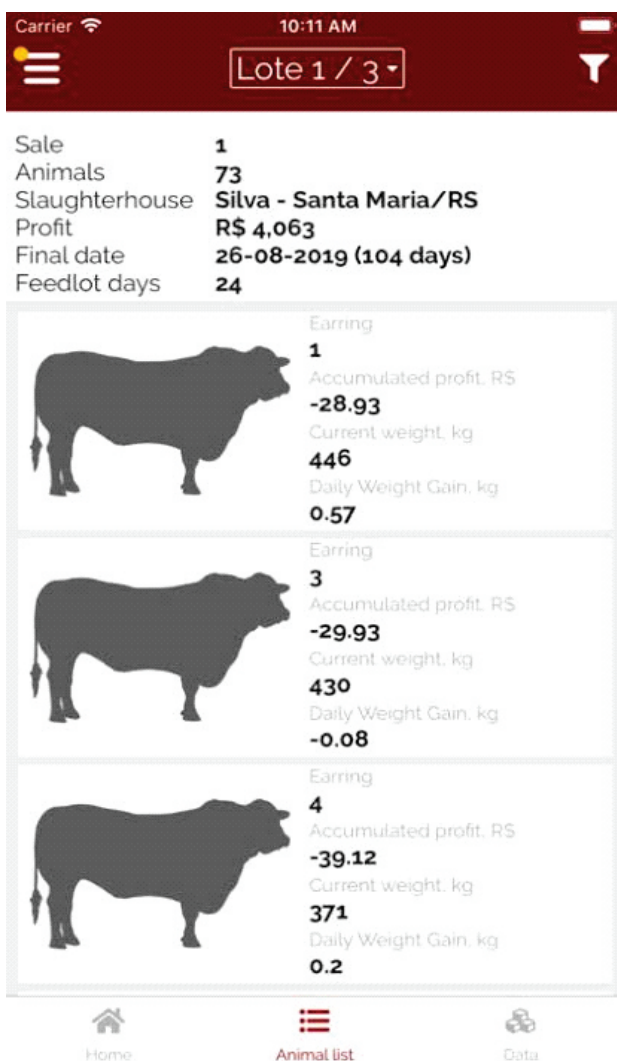 Carrier 10:11 AM
Lote 1 / 3
Sale 1
Animals 73
Slaughterhouse Silva - Santa Maria/RS
Profit R$ 4,063
Final date 26-08-2019 (104 days)
Feedlot days 24
Earring
1
Accumulated profit, R$
-28.93
Current weight, kg
446
Daily Weight Gain, kg
0.57
Earring
3
Accumulated profit, R$
-29.93
Current weight, kg
430
Daily Weight Gain, kg
-0.08
Earring
4
Accumulated profit, R$
-39.12
Current weight, kg
371
Daily Weight Gain, kg
0.2
Home Animal list Data